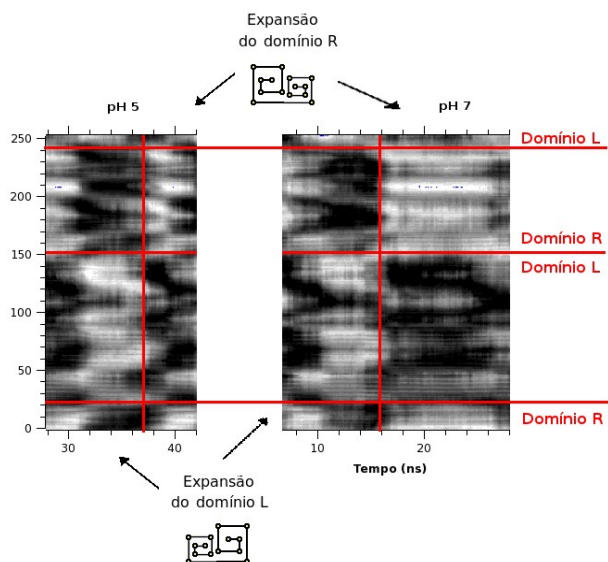 Expansão
do domínio R
pH 5
pH 7
250
200
150
100
50
0
Domínio L
Domínio R
Domínio L
Domínio R
30
40
10
20
Tempo (ns)
Expansão
do domínio L